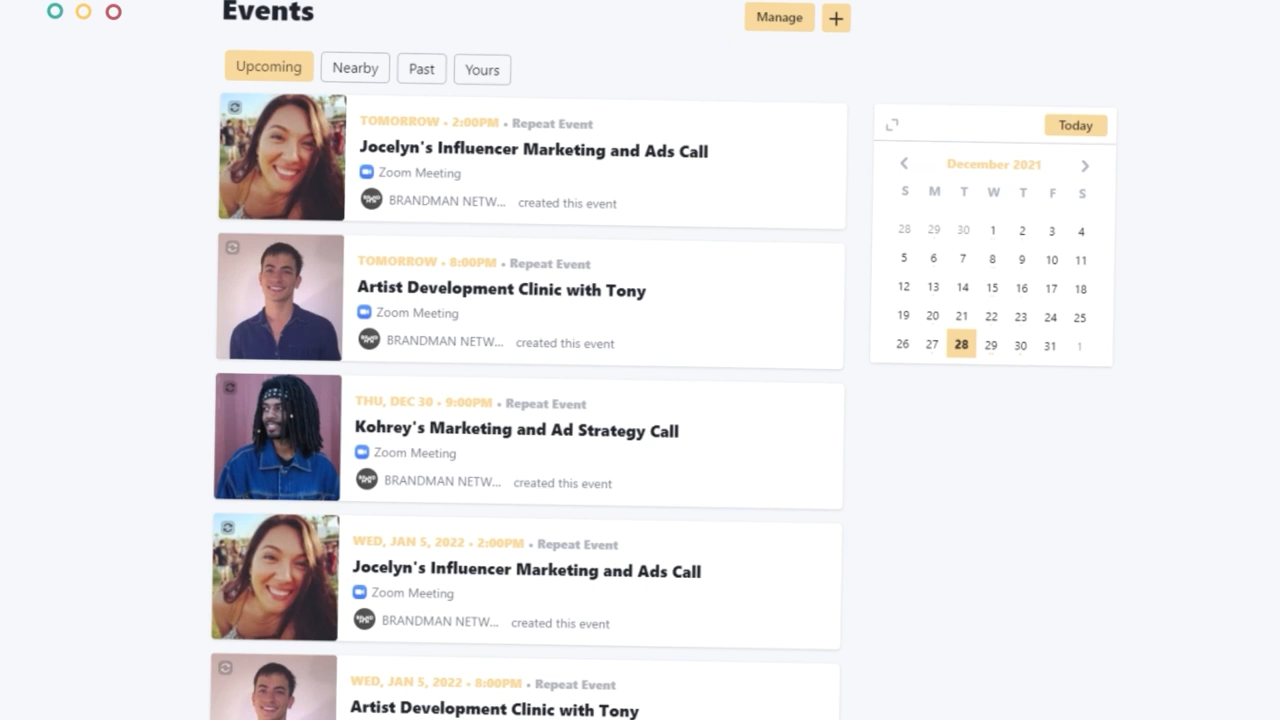 Events
Manage
Upcoming
Nearby
Past
Yours
TOMORROW • 2:00PM • Repeat Event
Jocelyn's Influencer Marketing and Ads Call
Zoom Meeting
BRANDMAN NETW... created this event
TOMORROW • 8:00PM • Repeat Event
Artist Development Clinic with Tony
Zoom Meeting
BRANDMAN NETW... created this event
THU, DEC 30 • 9:00PM • Repeat Event
Kohrey's Marketing and Ad Strategy Call
Zoom Meeting
BRANDMAN NETW... created this event
WED, JAN 5, 2022 • 2:00PM • Repeat Event
Jocelyn's Influencer Marketing and Ads Call
Zoom Meeting
BRANDMAN NETW... created this event
WED, JAN 5, 2022 • 8:00PM • Repeat Event
Artist Development Clinic with Tony
Today
December 2021
S M T W T F S
28 29 30 1 2 3 4
5 6 7 8 9 10 11
12 13 14 15 16 17 18
19 20 21 22 23 24 25
26 27 28 29 30 31 1